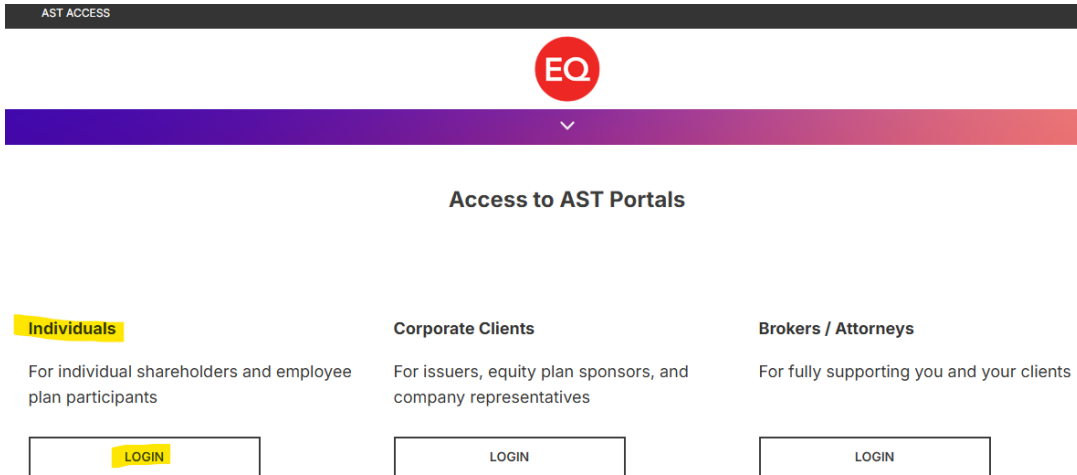 AST ACCESS
EQ
Access to AST Portals
Individuals
For individual shareholders and employee
plan participants
LOGIN
Corporate Clients
For issuers, equity plan sponsors, and
company representatives
LOGIN
Brokers / Attorneys
For fully supporting you and your clients
LOGIN